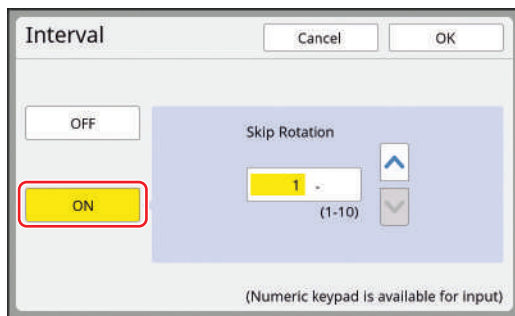 Interval
Cancel
OK
OFF
Skip Rotation
1 -
ON
(1-10)
(Numeric keypad is available for input)